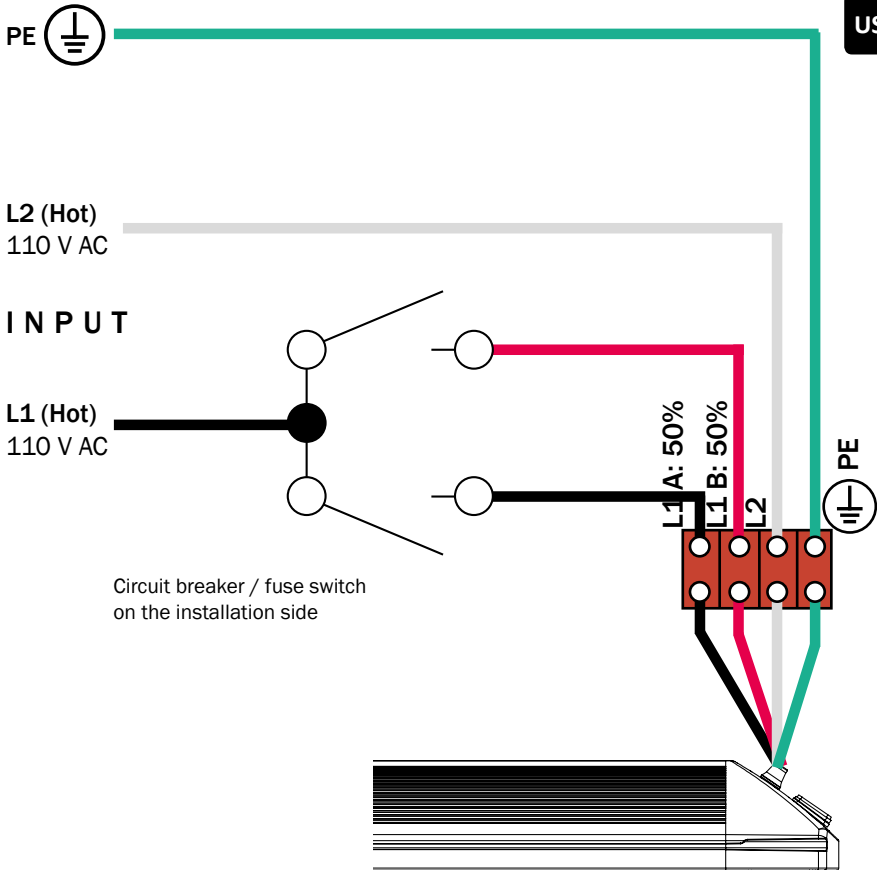 PE
US
L2 (Hot)
110 V AC
INPUT
L1 (Hot)
110 V AC
L1 A: 50%
L1 B: 50%
L2
PE
Circuit breaker / fuse switch
on the installation side